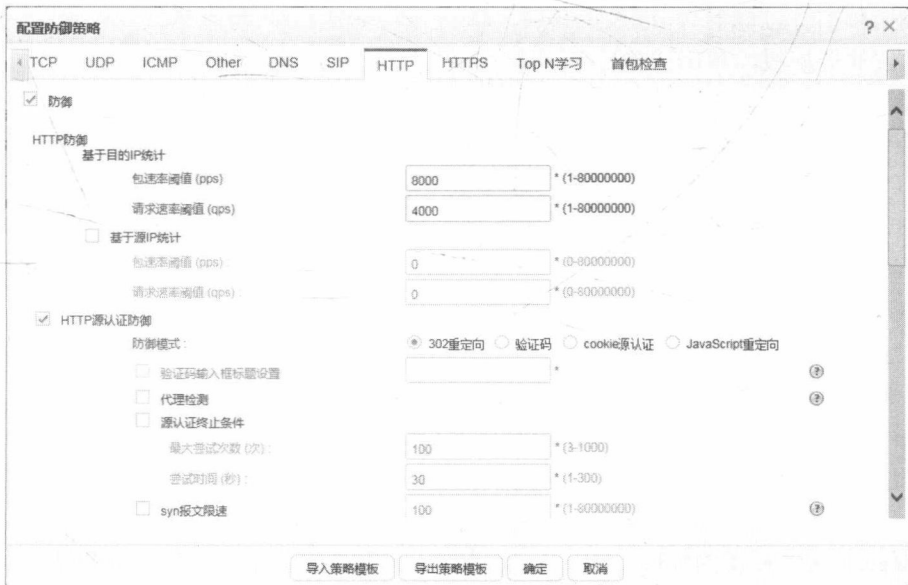 配置防御策略 ? ×
TCP UDP ICMP Other DNS SIP HTTP HTTPS Top N学习 首包检查
防御
HTTP防御
基于目的IP统计
包速率阈值 (pps) 8000 * (1-80000000)
请求速率阈值 (qps) 4000 * (1-80000000)
基于源IP统计
包速率阈值 (pps) : 0 * (0-80000000)
请求速率阈值 (qps) : 0 * (0-80000000)
HTTP源认证防御
防御模式 : 302重定向 验证码 cookie源认证 JavaScript重定向
验证码输入框标题设置 * ?
代理检测 ?
源认证终止条件
最大尝试次数 (次) : 100 * (3-1000)
尝试时间 (秒) : 30 * (1-300)
syn报文限速 100 * (1-80000000) ?
导入策略模板 导出策略模板 确定 取消